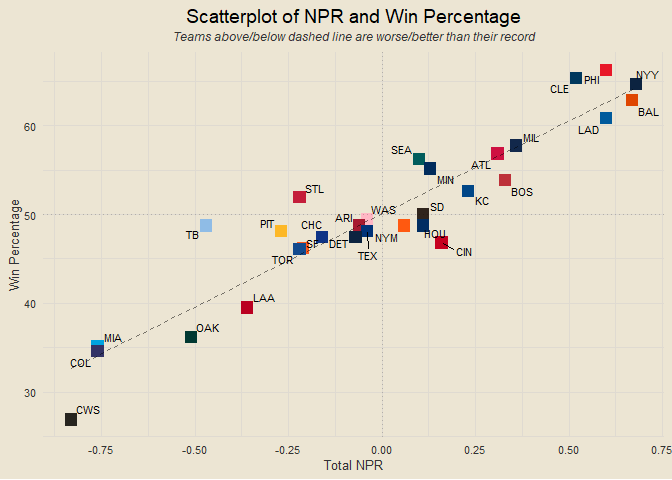 Scatterplot of NPR and Win Percentage
Teams above/below dashed line are worse/better than their record
PHI
NYY
CLE
BAL
60
LAD
MIL
SEA
ATL
MIN
BOS
STL
KC
WAS
SD
50
ARI
PIT
CHC
TB
HOU
NYM
SF
DET
CIN
TOR
TEX
Win Percentage
40
LAA
OAK
MIA
COL
30
CWS
-0.75
-0.50
-0.25
0.00
0.25
0.50
0.75
Total NPR